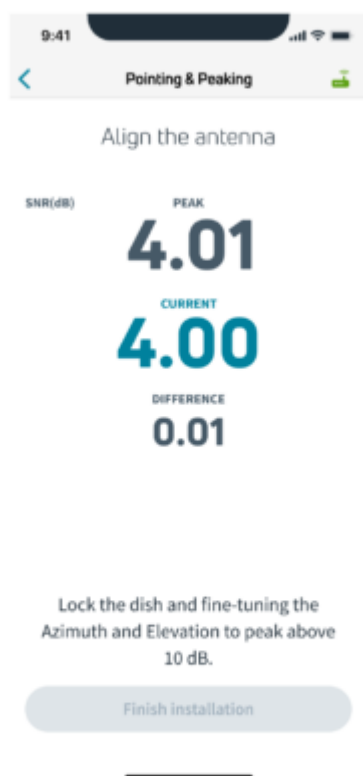 9:41
Pointing & Peaking
Align the antenna
SNR(dB)
PEAK
4.01
CURRENT
4.00
DIFFERENCE
0.01
Lock the dish and fine-tuning the
Azimuth and Elevation to peak above
10 dB.
Finish installation